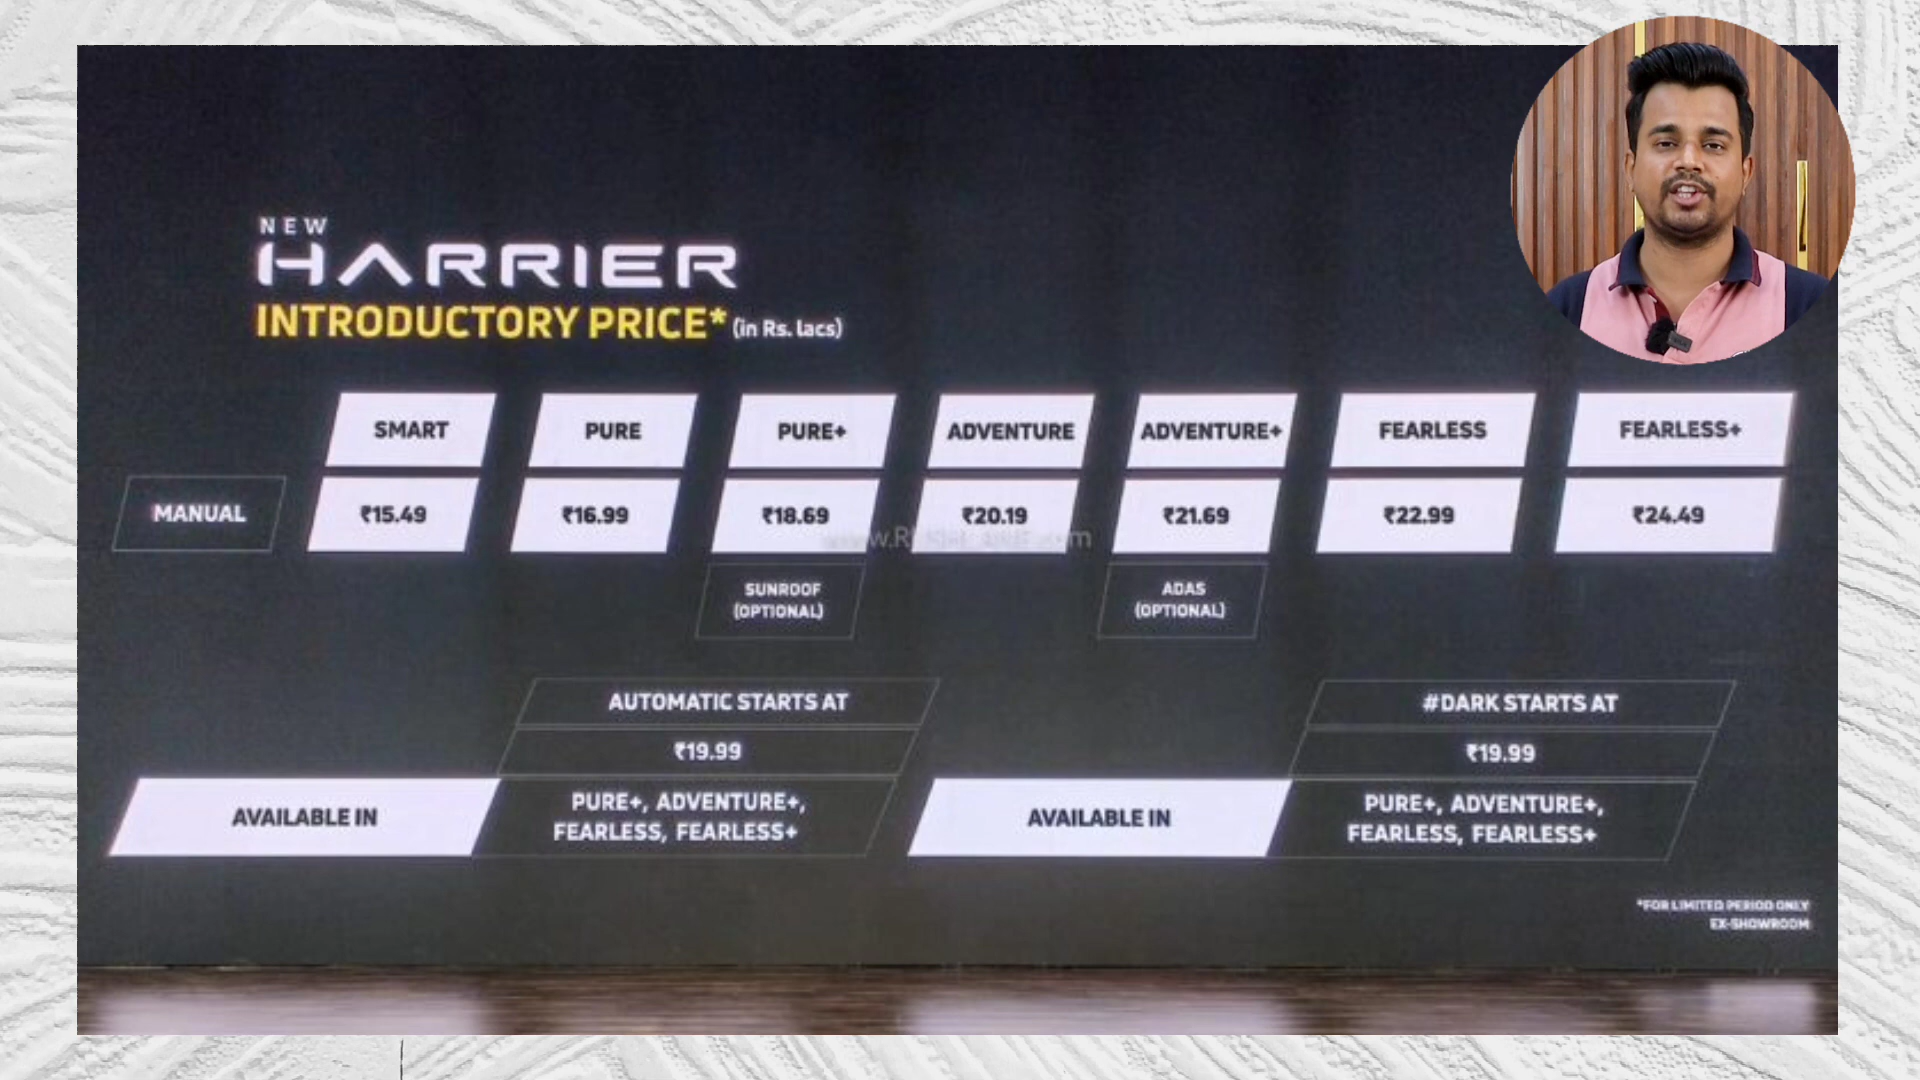 NEW
HARRIER
INTRODUCTORY PRICE* (in Rs. lacs)
SMART PURE PURE+ ADVENTURE ADVENTURE+ FEARLESS FEARLESS+
MANUAL ₹15.49 ₹16.99 ₹18.69 ₹20.19 ₹21.69 ₹22.99 ₹24.49
SUNROOF
(OPTIONAL)
ADAS
(OPTIONAL)
AUTOMATIC STARTS AT
₹19.99
AVAILABLE IN
PURE+, ADVENTURE+,
FEARLESS, FEARLESS+
#DARK STARTS AT
₹19.99
AVAILABLE IN
PURE+, ADVENTURE+,
FEARLESS, FEARLESS+
*FOR LIMITED PERIOD ONLY
EX-SHOWROOM